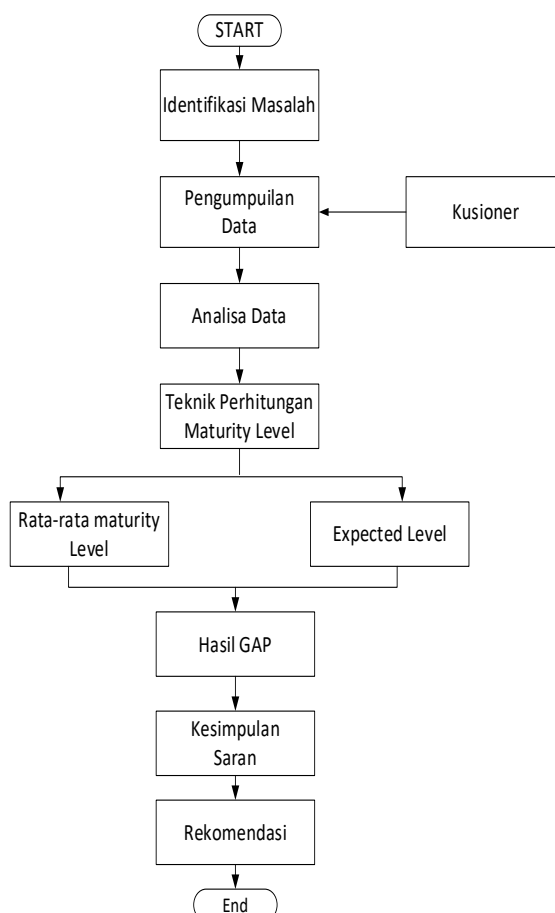 START
Identifikasi Masalah
Pengumpuilan
Data
Kusioner
Analisa Data
Teknik Perhitungan
Maturity Level
Rata-rata maturity
Level
Expected Level
Hasil GAP
Kesimpulan
Saran
Rekomendasi
End